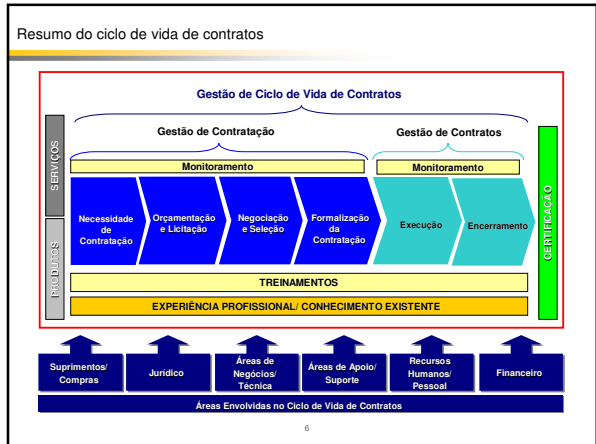 Resumo do ciclo de vida de contratos
Gestão de Ciclo de Vida de Contratos
Gestão de Contratação
Gestão de Contratos
Monitoramento
Monitoramento
SERVIÇOS
PRODUTOS
Necessidade
de
Contratação
Orçamentação
e Licitação
Negociação
e Seleção
Formalização
da
Contratação
Execução
Encerramento
CERTIFICAÇÃO
TREINAMENTOS
EXPERIÊNCIA PROFISSIONAL/ CONHECIMENTO EXISTENTE
Suprimentos/
Compras
Jurídico
Áreas de
Negócios/
Técnica
Áreas de Apoio/
Suporte
Recursos
Humanos/
Pessoal
Financeiro
Áreas Envolvidas no Ciclo de Vida de Contratos
6